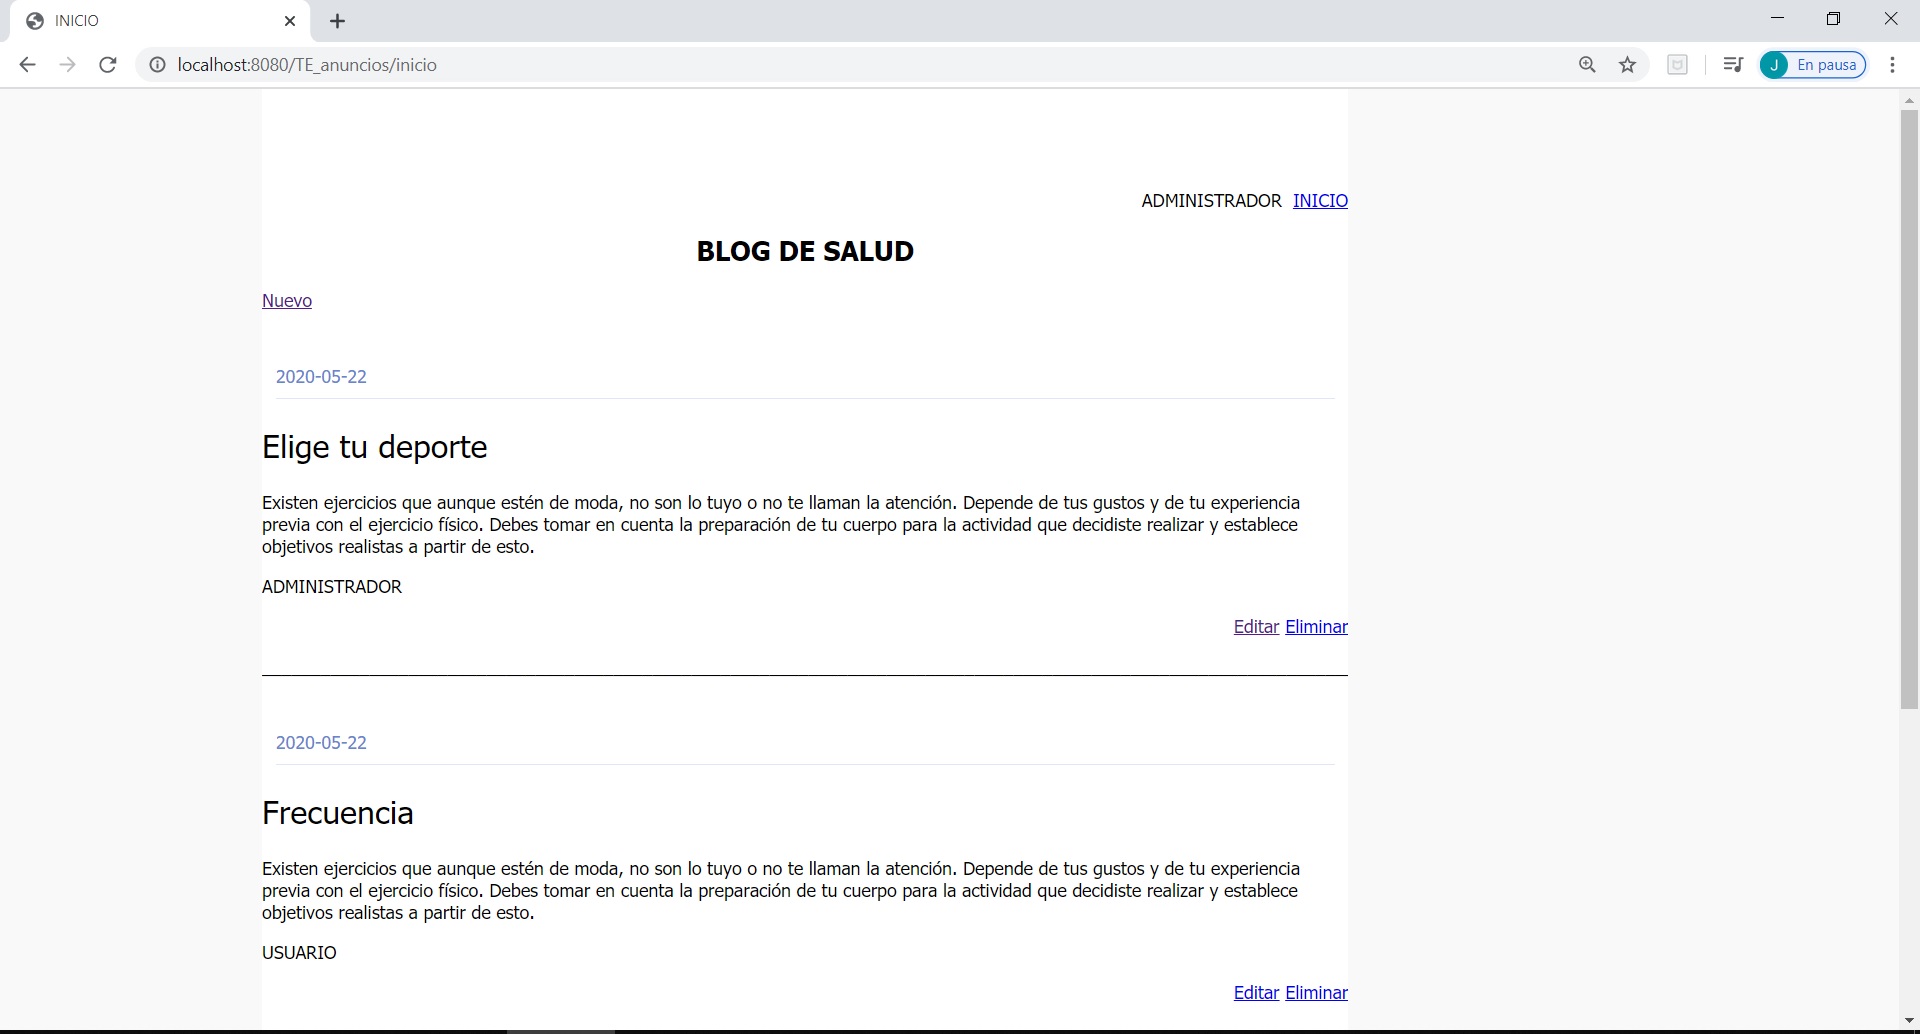 INICIO
localhost:8080/TE_anuncios/inicio
J En pausa
ADMINISTRADOR INICIO
BLOG DE SALUD
Nuevo
2020-05-22
Elige tu deporte
Existen ejercicios que aunque estén de moda, no son lo tuyo o no te llaman la atención. Depende de tus gustos y de tu experiencia
previa con el ejercicio físico. Debes tomar en cuenta la preparación de tu cuerpo para la actividad que decidiste realizar y establece
objetivos realistas a partir de esto.
ADMINISTRADOR
Editar Eliminar
2020-05-22
Frecuencia
Existen ejercicios que aunque estén de moda, no son lo tuyo o no te llaman la atención. Depende de tus gustos y de tu experiencia
previa con el ejercicio físico. Debes tomar en cuenta la preparación de tu cuerpo para la actividad que decidiste realizar y establece
objetivos realistas a partir de esto.
USUARIO
Editar Eliminar